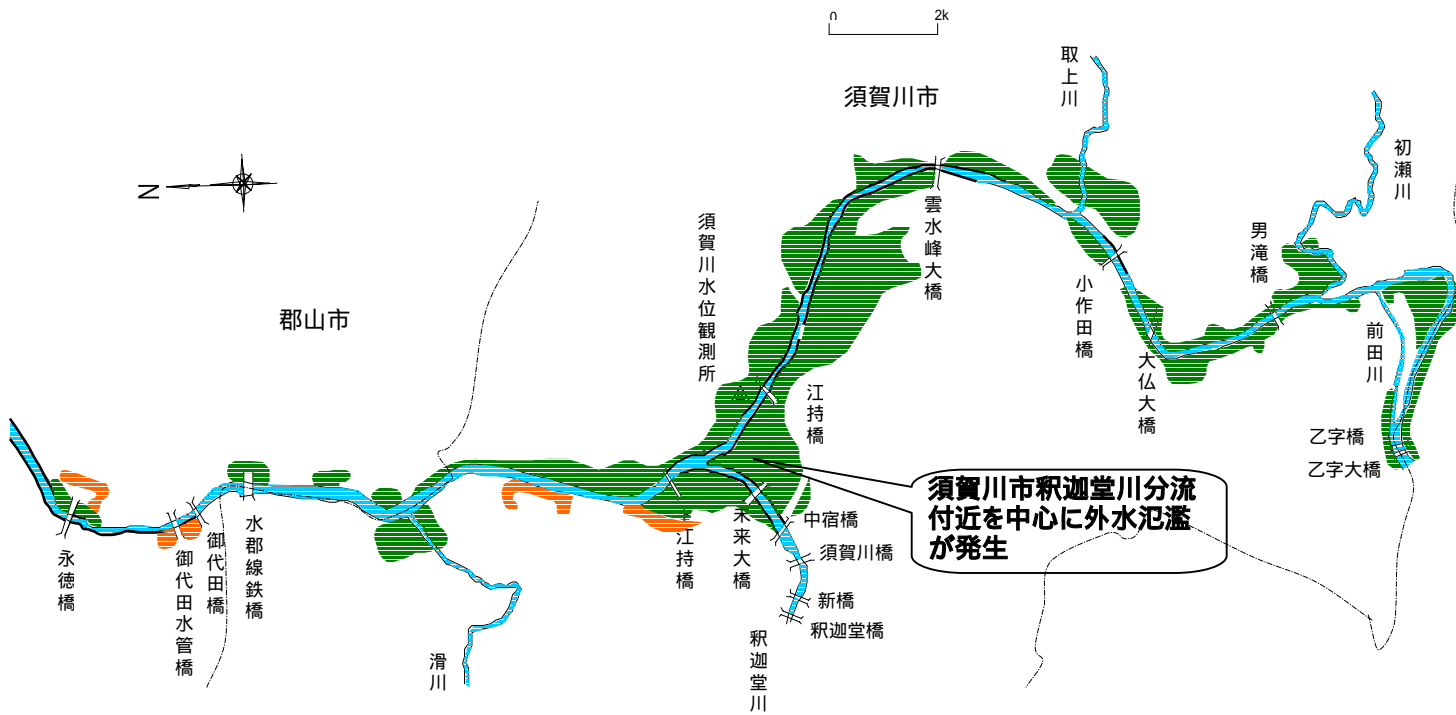 0
2k
取上川
須賀川市
初瀬川
N
雲水峰大橋
須賀川水位観測所
男滝橋
小作田橋
郡山市
前田川
大仏大橋
江持橋
乙字橋
乙字大橋
須賀川市釈迦堂川分流
付近を中心に外水氾濫
が発生
中宿橋
須賀川橋
新橋
釈迦堂橋
未来大橋
江持橋
水郡線鉄橋
御代田橋
御代田水管橋
永徳橋
釈迦堂川
滑川